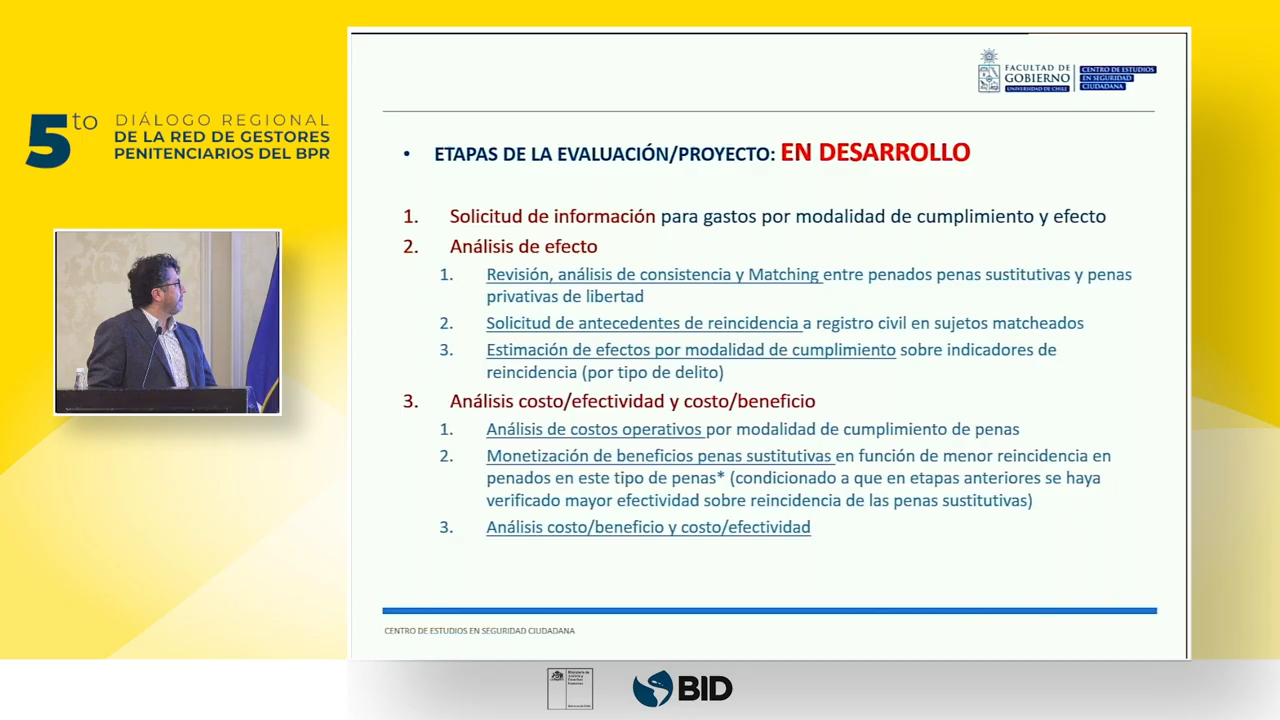 5to
DIÁLOGO REGIONAL
DE LA RED DE GESTORES
PENITENCIARIOS DEL BPR
FACULTAD DE
GOBIERNO
UNIVERSIDAD DE CHILE
CENTRO DE ESTUDIOS
EN SEGURIDAD
CIUDADANA
• ETAPAS DE LA EVALUACIÓN/PROYECTO: EN DESARROLLO
1. Solicitud de información para gastos por modalidad de cumplimiento y efecto
2. Análisis de efecto
1. Revisión, análisis de consistencia y Matching entre penados penas sustitutivas y penas
privativas de libertad
2. Solicitud de antecedentes de reincidencia a registro civil en sujetos matcheados
3. Estimación de efectos por modalidad de cumplimiento sobre indicadores de
reincidencia (por tipo de delito)
3. Análisis costo/efectividad y costo/beneficio
1. Análisis de costos operativos por modalidad de cumplimiento de penas
2. Monetización de beneficios penas sustitutivas en función de menor reincidencia en
penados en este tipo de penas* (condicionado a que en etapas anteriores se haya
verificado mayor efectividad sobre reincidencia de las penas sustitutivas)
3. Análisis costo/beneficio y costo/efectividad
CENTRO DE ESTUDIOS EN SEGURIDAD CIUDADANA
BID